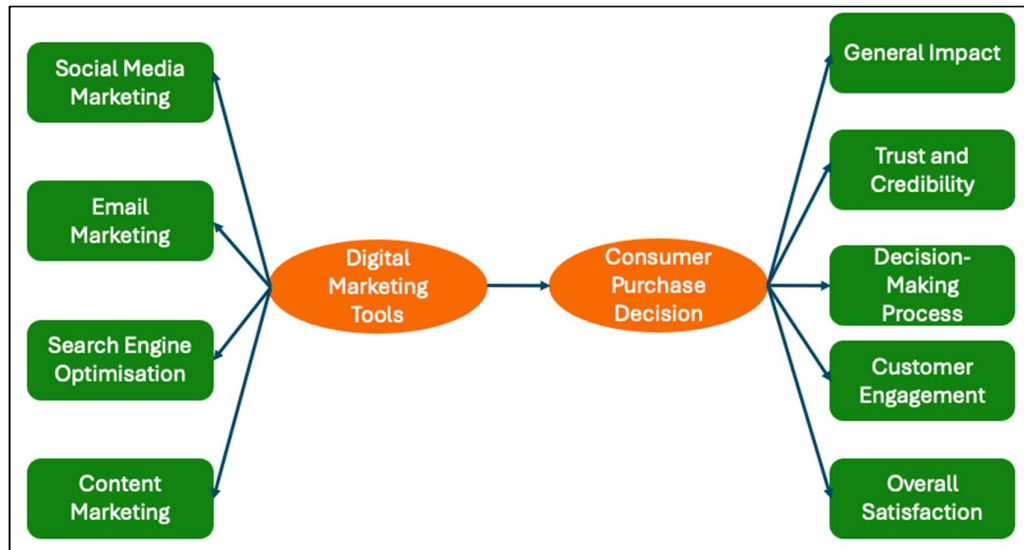 Social Media
Marketing
Email
Marketing
Search Engine
Optimisation
Content
Marketing
Digital
Marketing
Tools
Consumer
Purchase
Decision
General Impact
Trust and
Credibility
Decision-
Making
Process
Customer
Engagement
Overall
Satisfaction